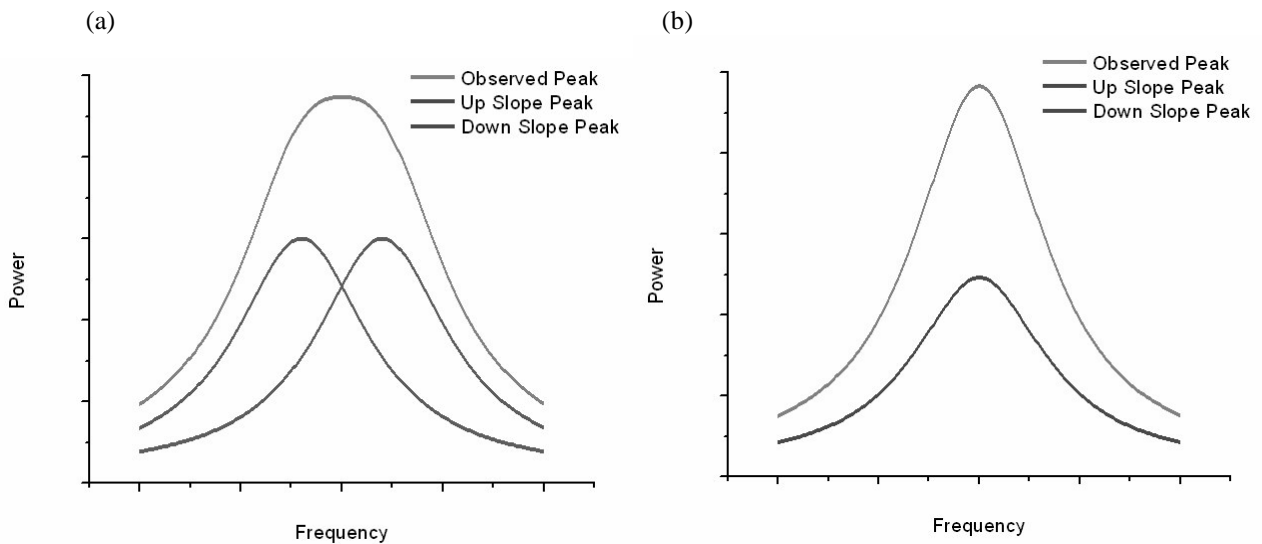 (a)
Observed Peak
Up Slope Peak
Down Slope Peak
Power
Frequency
(b)
Observed Peak
Up Slope Peak
Down Slope Peak
Power
Frequency